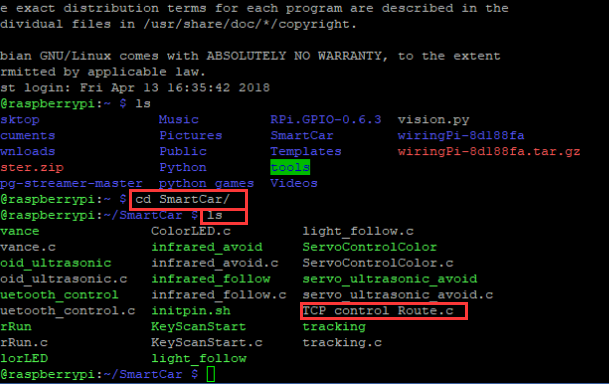 e exact distribution terms for each program are described in the
dividual files in /usr/share/doc/*/copyright.
bian GNU/Linux comes with ABSOLUTELY NO WARRANTY, to the extent
rmitted by applicable law.
st login: Fri Apr 13 16:35:42 2018
@raspberrypi:~ $ ls
sktop Music RPi.GPIO-0.6.3 vision.py
cuments Pictures SmartCar wiringPi-8d188fa
wnloads Public Templates wiringPi-8d188fa.tar.gz
ster.zip Python tools
pg-streamer-master python_games Videos
@raspberrypi:~ $ cd SmartCar/
@raspberrypi:~/SmartCar $ ls
vance ColorLED.c light_follow.c
vance.c infrared_avoid ServoControlColor
oid_ultrasonic infrared_avoid.c ServoControlColor.c
oid_ultrasonic.c infrared_follow servo_ultrasonic_avoid
uetooth_control infrared_follow.c servo_ultrasonic_avoid.c
uetooth_control.c initpin.sh TCP_control_Route.c
rRun KeyScanStart tracking
rRun.c KeyScanStart.c tracking.c
lorLED light_follow
@raspberrypi:~/SmartCar $